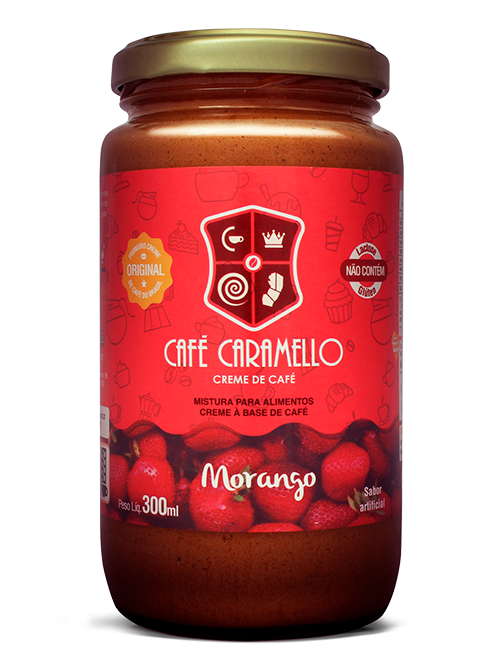 PRIMEIRO CREME
ORIGINAL
DE CAFÉ DO BRASIL
Lactose
NÃO CONTÉM
Glúten
CAFÉ CARAMELLO
CREME DE CAFÉ
MISTURA PARA ALIMENTOS
CREME À BASE DE CAFÉ
Morango
Peso Líq. 300ml
Sabor
artificial